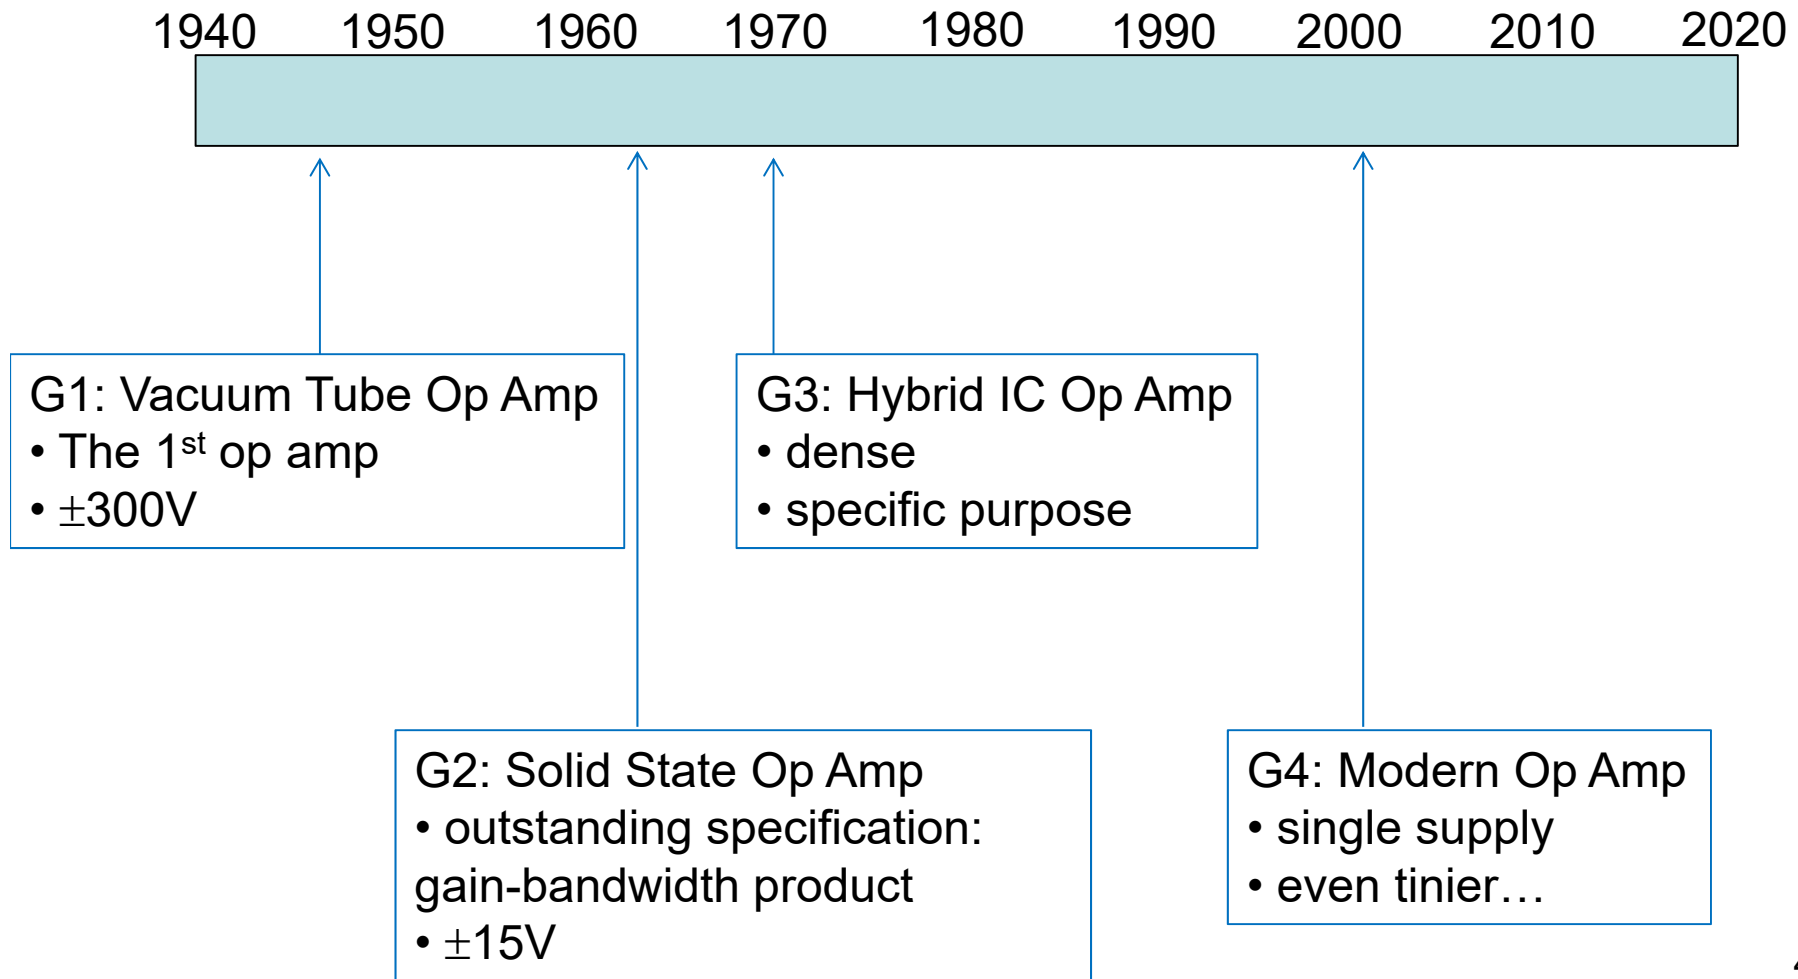 1940 1950 1960 1970 1980 1990 2000 2010 2020
G1: Vacuum Tube Op Amp
• The 1st op amp
• ±300V
G3: Hybrid IC Op Amp
• dense
• specific purpose
G2: Solid State Op Amp
• outstanding specification:
gain-bandwidth product
• ±15V
G4: Modern Op Amp
• single supply
• even tinier…